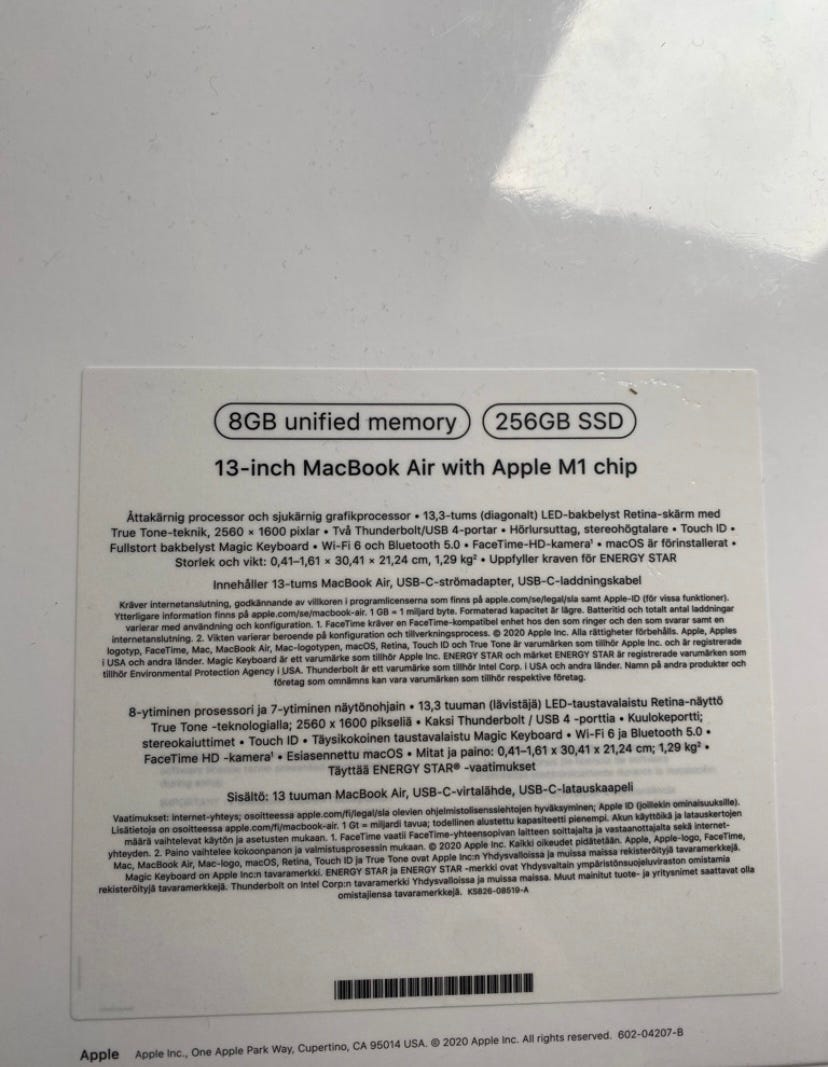 8GB unified memory 256GB SSD
13-inch MacBook Air with Apple M1 chip
Åttakärnig processor och sjukärnig grafikprocessor • 13,3-tums (diagonalt) LED-bakbelyst Retina-skärm med
True Tone-teknik, 2560 × 1600 pixlar • Två Thunderbolt/USB 4-portar • Hörlursuttag, stereohögtalare • Touch ID •
Fullstort bakbelyst Magic Keyboard • Wi-Fi 6 och Bluetooth 5.0 • FaceTime-HD-kamera¹ • macOS är förinstallerat •
Storlek och vikt: 0,41–1,61 × 30,41 × 21,24 cm, 1,29 kg² • Uppfyller kraven för ENERGY STAR
Innehåller 13-tums MacBook Air, USB-C-strömadapter, USB-C-laddningskabel
Kräver internetanslutning, godkännande av villkoren i programlicenserna som finns på apple.com/se/legal/sla samt Apple-ID (för vissa funktioner).
Ytterligare information finns på apple.com/se/macbook-air. 1 GB = 1 miljard byte. Formaterad kapacitet är lägre. Batteritid och totalt antal laddningar
varierar med användning och konfiguration. 1. FaceTime kräver en FaceTime-kompatibel enhet hos den som ringer och den som svarar samt en
internetanslutning. 2. Vikten varierar beroende på konfiguration och tillverkningsprocess. © 2020 Apple Inc. Alla rättigheter förbehålls. Apple, Apples
logotyp, FaceTime, Mac, MacBook Air, Mac-logotypen, macOS, Retina, Touch ID och True Tone är varumärken som tillhör Apple Inc. och är registrerade
i USA och andra länder. Magic Keyboard är ett varumärke som tillhör Apple Inc. ENERGY STAR och märket ENERGY STAR är registrerade varumärken som
tillhör Environmental Protection Agency i USA. Thunderbolt är ett varumärke som tillhör Intel Corp. i USA och andra länder. Namn på andra produkter och
företag som omnämns kan vara varumärken som tillhör respektive företag.
8-ytiminen prosessori ja 7-ytiminen näytönohjain • 13,3 tuuman (lävistäjä) LED-taustavalaistu Retina-näyttö
True Tone -teknologialla; 2560 x 1600 pikseliä • Kaksi Thunderbolt / USB 4 -porttia • Kuulokeportti;
stereokaiuttimet • Touch ID • Täysikokoinen taustavalaistu Magic Keyboard • Wi-Fi 6 ja Bluetooth 5.0 •
FaceTime HD -kamera¹ • Esiasennettu macOS • Mitat ja paino: 0,41–1,61 x 30,41 x 21,24 cm; 1,29 kg² •
Täyttää ENERGY STAR® -vaatimukset
Sisältö: 13 tuuman MacBook Air, USB-C-virtalähde, USB-C-latauskaapeli
Vaatimukset: internet-yhteys; osoitteessa apple.com/fi/legal/sla olevien ohjelmistolisenssiehtojen hyväksyminen; Apple ID (joillekin ominaisuuksille).
Lisätietoja on osoitteessa apple.com/fi/macbook-air. 1 Gt = miljardi tavua; todellinen alustettu kapasiteetti pienempi. Akun käyttöikä ja latauskertojen
määrä vaihtelevat käytön ja asetusten mukaan. 1. FaceTime vaatii FaceTime-yhteensopivan laitteen soittajalta ja vastaanottajalta sekä internet-
yhteyden. 2. Paino vaihtelee kokoonpanon ja valmistusprosessin mukaan. © 2020 Apple Inc. Kaikki oikeudet pidätetään. Apple, Apple-logo, FaceTime,
Mac, MacBook Air, Mac-logo, macOS, Retina, Touch ID ja True Tone ovat Apple Inc:n Yhdysvalloissa ja muissa maissa rekisteröityjä tavaramerkkejä.
Magic Keyboard on Apple Inc:n tavaramerkki. ENERGY STAR ja ENERGY STAR -merkki ovat Yhdysvaltain ympäristönsuojeluviraston omistamia
rekisteröityjä tavaramerkkejä. Thunderbolt on Intel Corp:n tavaramerkki Yhdysvalloissa ja muissa maissa. Muut mainitut tuote- ja yritysnimet saattavat olla
omistajiensa tavaramerkkejä. KS826-08519-A
Apple Apple Inc., One Apple Park Way, Cupertino, CA 95014 USA. © 2020 Apple Inc. All rights reserved. 602-04207-B